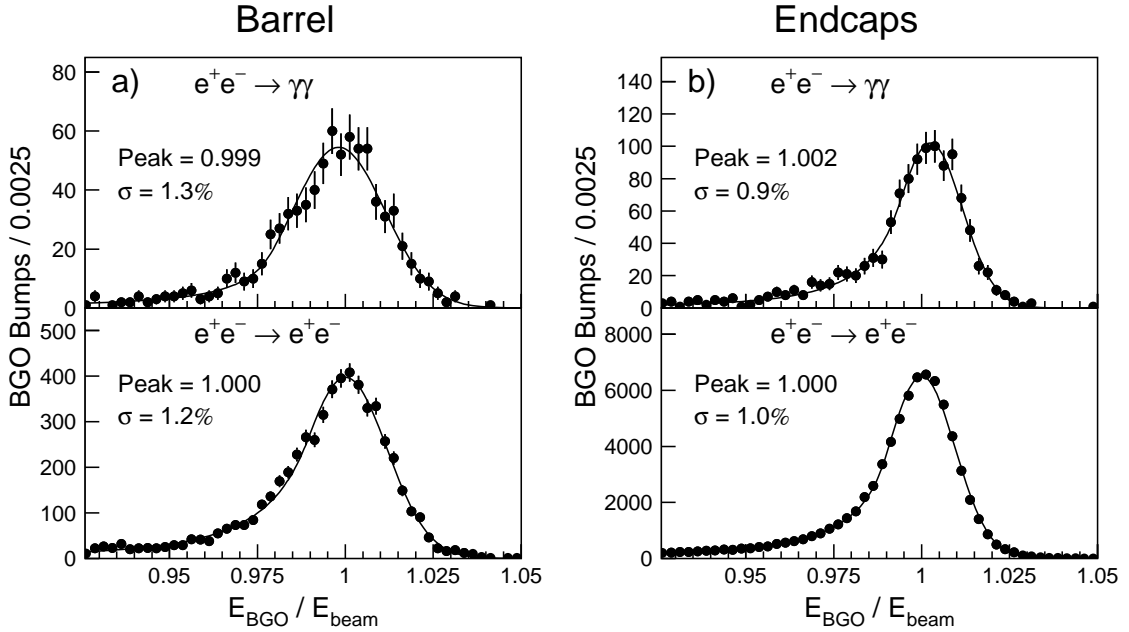 Barrel
Endcaps
BGO Bumps / 0.0025
80
60
40
20
0
a)
e⁺e⁻ → γγ
Peak = 0.999
σ = 1.3%
500
400
300
200
100
0
e⁺e⁻ → e⁺e⁻
Peak = 1.000
σ = 1.2%
0.95 0.975 1 1.025 1.05
E_BGO / E_beam
BGO Bumps / 0.0025
140
120
100
80
60
40
20
0
b)
e⁺e⁻ → γγ
Peak = 1.002
σ = 0.9%
8000
6000
4000
2000
0
e⁺e⁻ → e⁺e⁻
Peak = 1.000
σ = 1.0%
0.95 0.975 1 1.025 1.05
E_BGO / E_beam